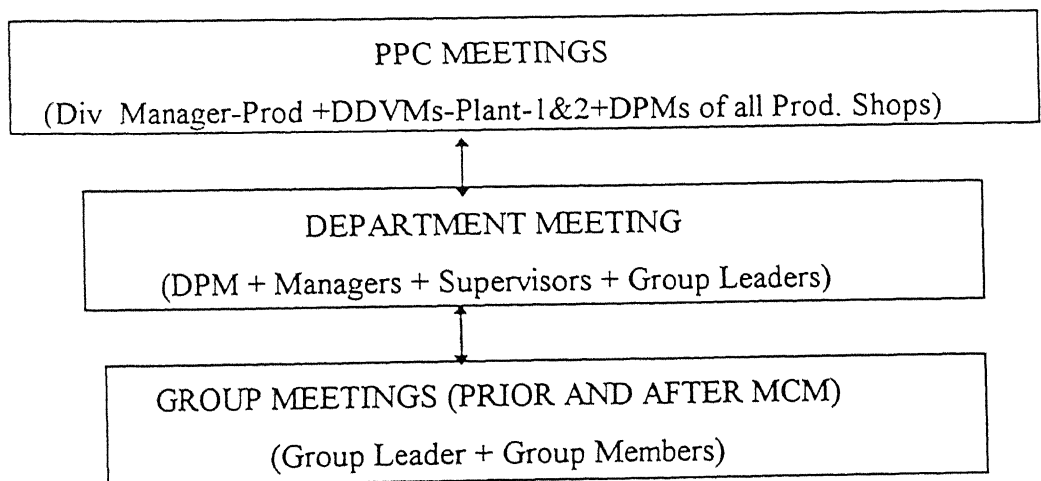 PPC MEETINGS
(Div Manager-Prod +DDVMs-Plant-1&2+DPMs of all Prod. Shops)
DEPARTMENT MEETING
(DPM + Managers + Supervisors + Group Leaders)
GROUP MEETINGS (PRIOR AND AFTER MCM)
(Group Leader + Group Members)